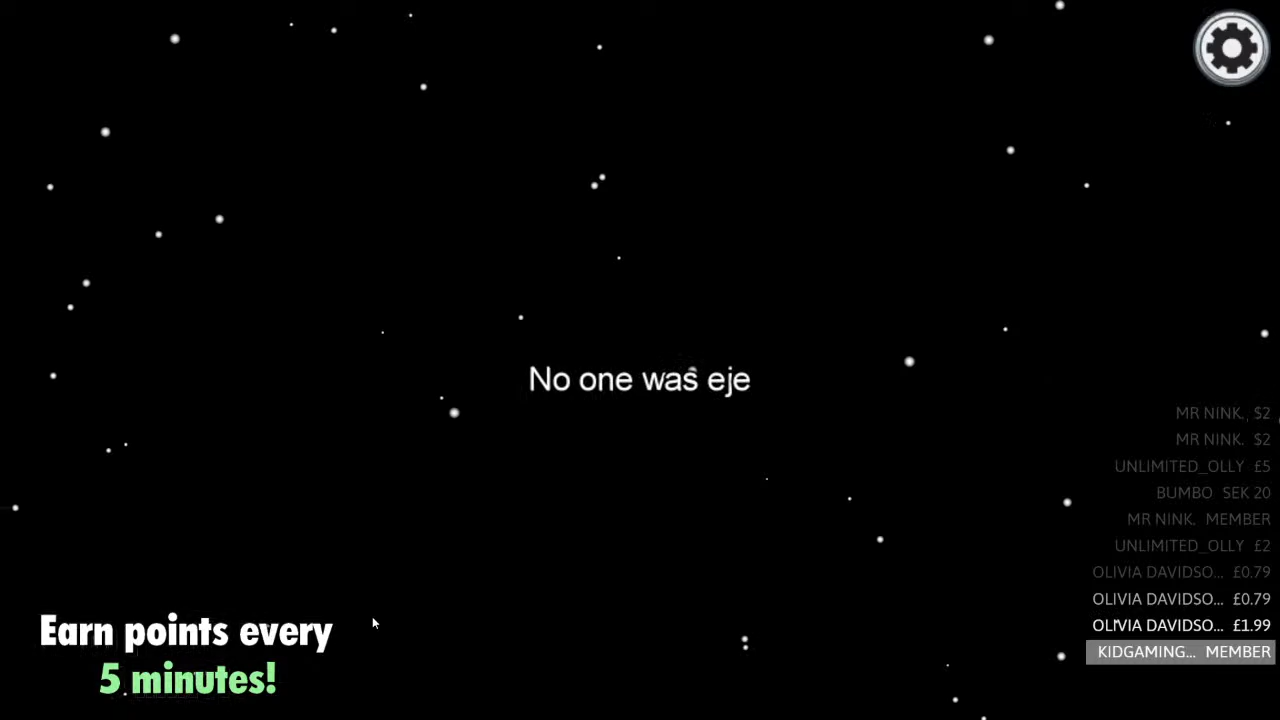 No one was eje
MR NINK. $2
MR NINK. $2
UNLIMITED_OLLY £5
BUMBO SEK 20
MR NINK. MEMBER
UNLIMITED_OLLY £2
OLIVIA DAVIDSO... £0.79
OLIVIA DAVIDSO... £0.79
OLIVIA DAVIDSO... £1.99
KIDGAMING... MEMBER
Earn points every
5 minutes!